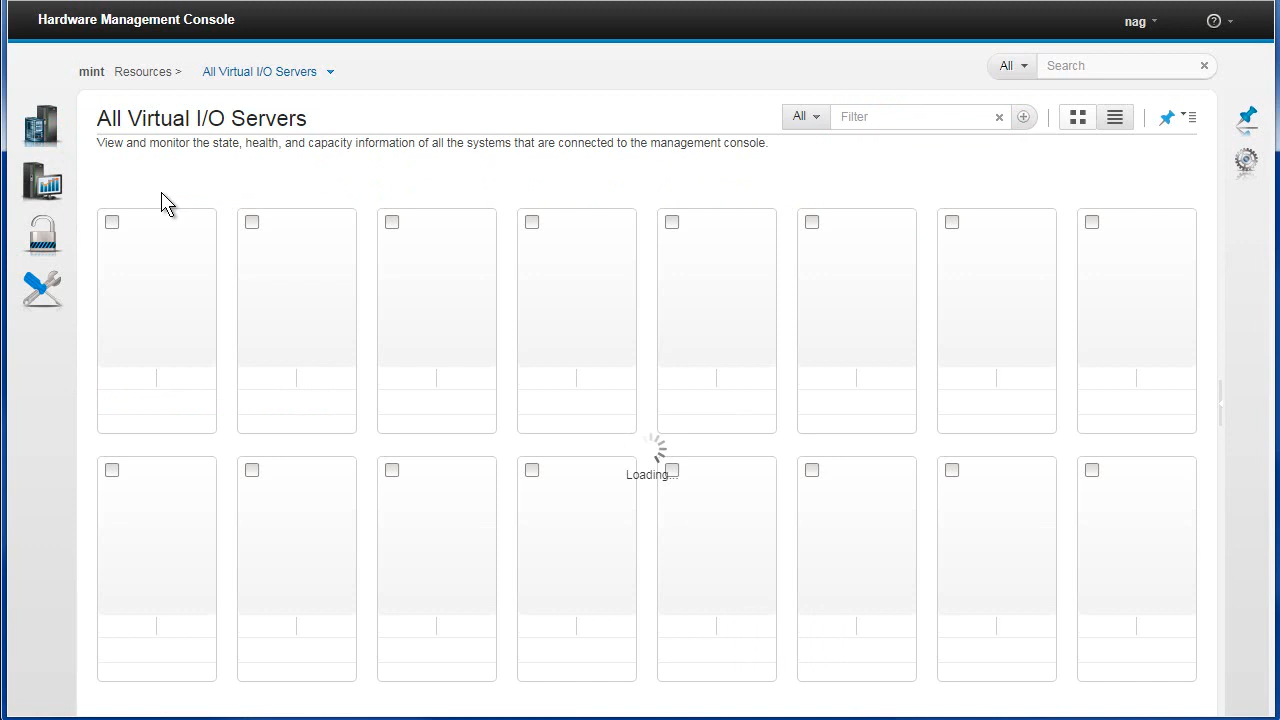 Hardware Management Console
nag
mint Resources > All Virtual I/O Servers
All Search
All Virtual I/O Servers
All Filter
View and monitor the state, health, and capacity information of all the systems that are connected to the management console.
Loading...